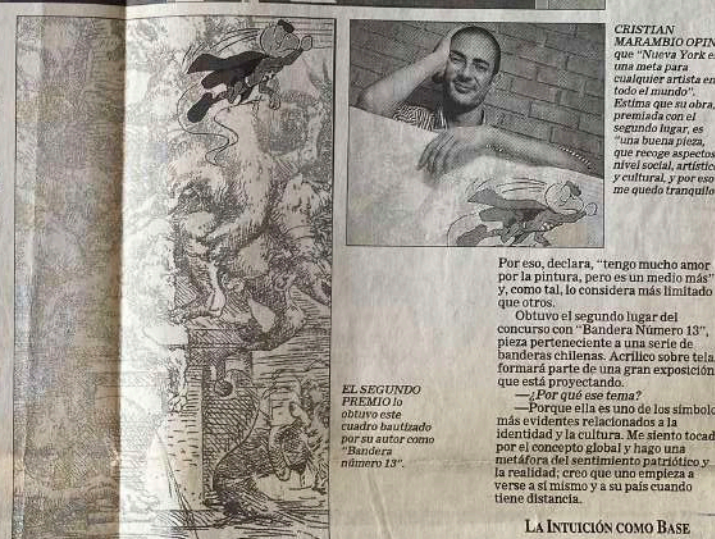 CRISTIAN
MARAMBIO OPIN
que "Nueva York e
una meta para
cualquier artista en
todo el mundo".
Estima que su obra,
premiada con el
segundo lugar, es
"una buena pieza,
que recoge aspectos
nivel social, artístic
y cultural, y por eso
me quedo tranquilo
Por eso, declara, "tengo mucho amor
por la pintura, pero es un medio más"
y, como tal, lo considera más limitado
que otros.
Obtuvo el segundo lugar del
concurso con "Bandera Número 13",
pieza perteneciente a una serie de
banderas chilenas. Acrílico sobre tela,
formará parte de una gran exposición
que está proyectando.
—¿Por qué ese tema?
—Porque ella es uno de los símbolo
más evidentes relacionados a la
identidad y la cultura. Me siento tocad
por el concepto global y hago una
metáfora del sentimiento patriótico y
la realidad; creo que uno empieza a
verse a sí mismo y a su país cuando
tiene distancia.
LA INTUICIÓN COMO BASE
EL SEGUNDO
PREMIO lo
obtuvo este
cuadro bautizado
por su autor como
"Bandera
número 13".